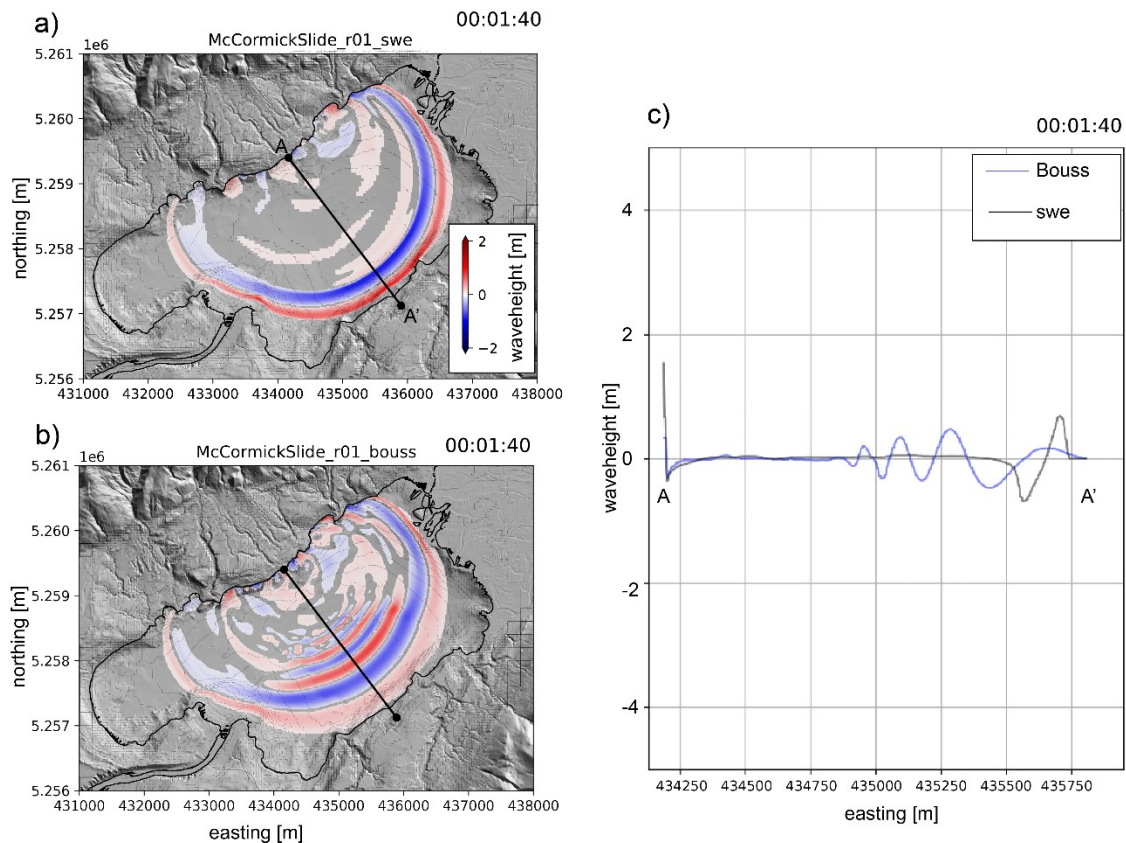 a)
00:01:40
1e6
McCormickSlide_r01_swe
5.261
5.260
5.259
5.258
5.257
5.256
northing [m]
A
A'
2
0
−2
waveheight [m]
431000 432000 433000 434000 435000 436000 437000 438000
b)
00:01:40
1e6
McCormickSlide_r01_bouss
5.261
5.260
5.259
5.258
5.257
5.256
northing [m]
431000 432000 433000 434000 435000 436000 437000 438000
easting [m]
c)
00:01:40
Bouss
swe
4
2
0
-2
-4
waveheight [m]
A
A'
434250 434500 434750 435000 435250 435500 435750
easting [m]